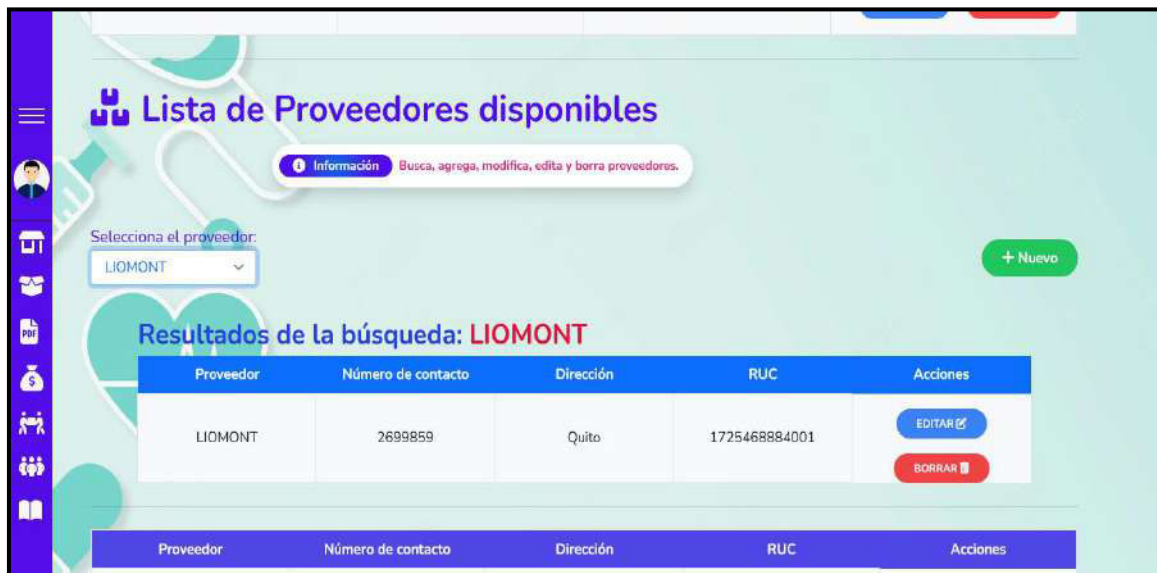 Lista de Proveedores disponibles
Información Busca, agrega, modifica, edita y borra proveedores.
Selecciona el proveedor:
LIOMONT
+ Nuevo
PDF
Resultados de la búsqueda: LIOMONT
Proveedor Número de contacto Dirección RUC Acciones
LIOMONT 2699859 Quito 1725468884001 EDITAR
BORRAR
Proveedor Número de contacto Dirección RUC Acciones